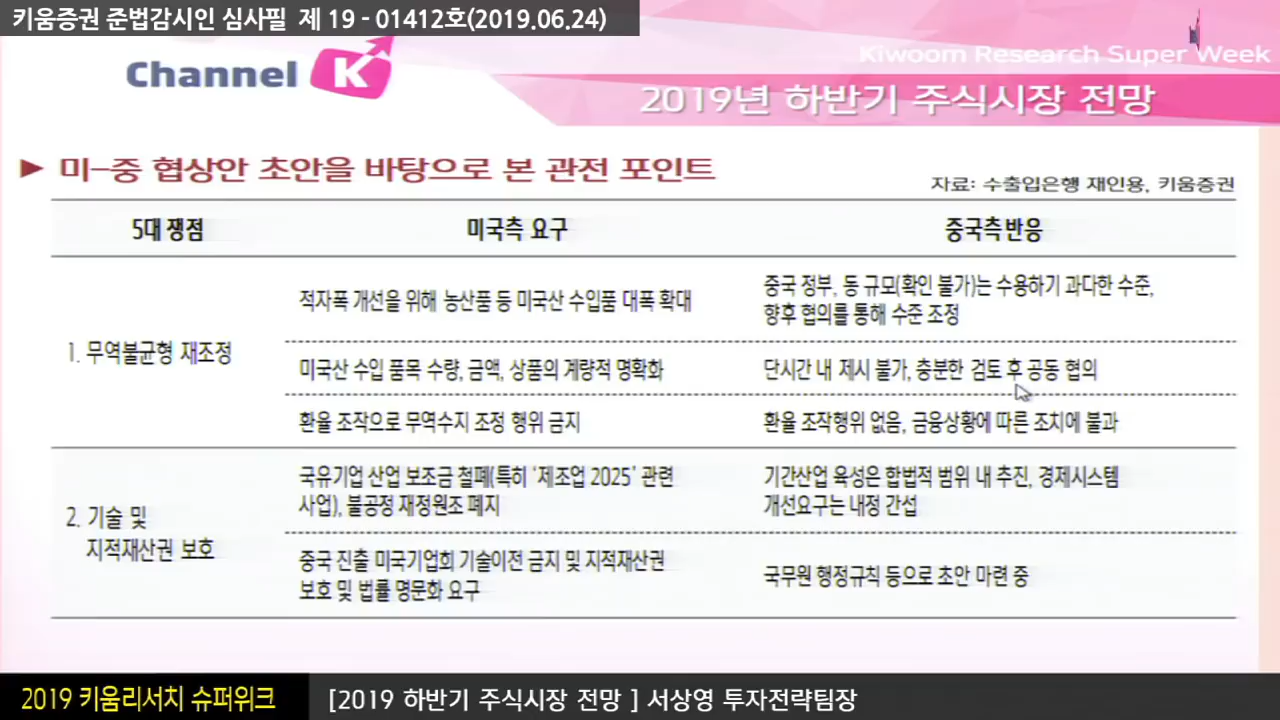 키움증권 준법감시인 심사필 제 19 - 01412호(2019.06.24)
Channel K
Kiwoom Research Super Week
2019년 하반기 주식시장 전망
▶ 미-중 협상안 초안을 바탕으로 본 관전 포인트
자료: 수출입은행 재인용, 키움증권
5대 쟁점 미국측 요구 중국측 반응
적자폭 개선을 위해 농산품 등 미국산 수입품 대폭 확대
중국 정부, 동 규모(확인 불가)는 수용하기 과다한 수준,
향후 협의를 통해 수준 조정
1. 무역불균형 재조정
미국산 수입 품목 수량, 금액, 상품의 계량적 명확화
단시간 내 제시 불가, 충분한 검토 후 공동 협의
환율 조작으로 무역수지 조정 행위 금지
환율 조작행위 없음, 금융상황에 따른 조치에 불과
2. 기술 및
지적재산권 보호
국유기업 산업 보조금 철폐(특히 '제조업 2025' 관련
사업), 불공정 재정원조 폐지
기간산업 육성은 합법적 범위 내 추진, 경제시스템
개선요구는 내정 간섭
중국 진출 미국기업회 기술이전 금지 및 지적재산권
보호 및 법률 명문화 요구
국무원 행정규칙 등으로 초안 마련 중
2019 키움리서치 슈퍼위크
[2019 하반기 주식시장 전망 ] 서상영 투자전략팀장